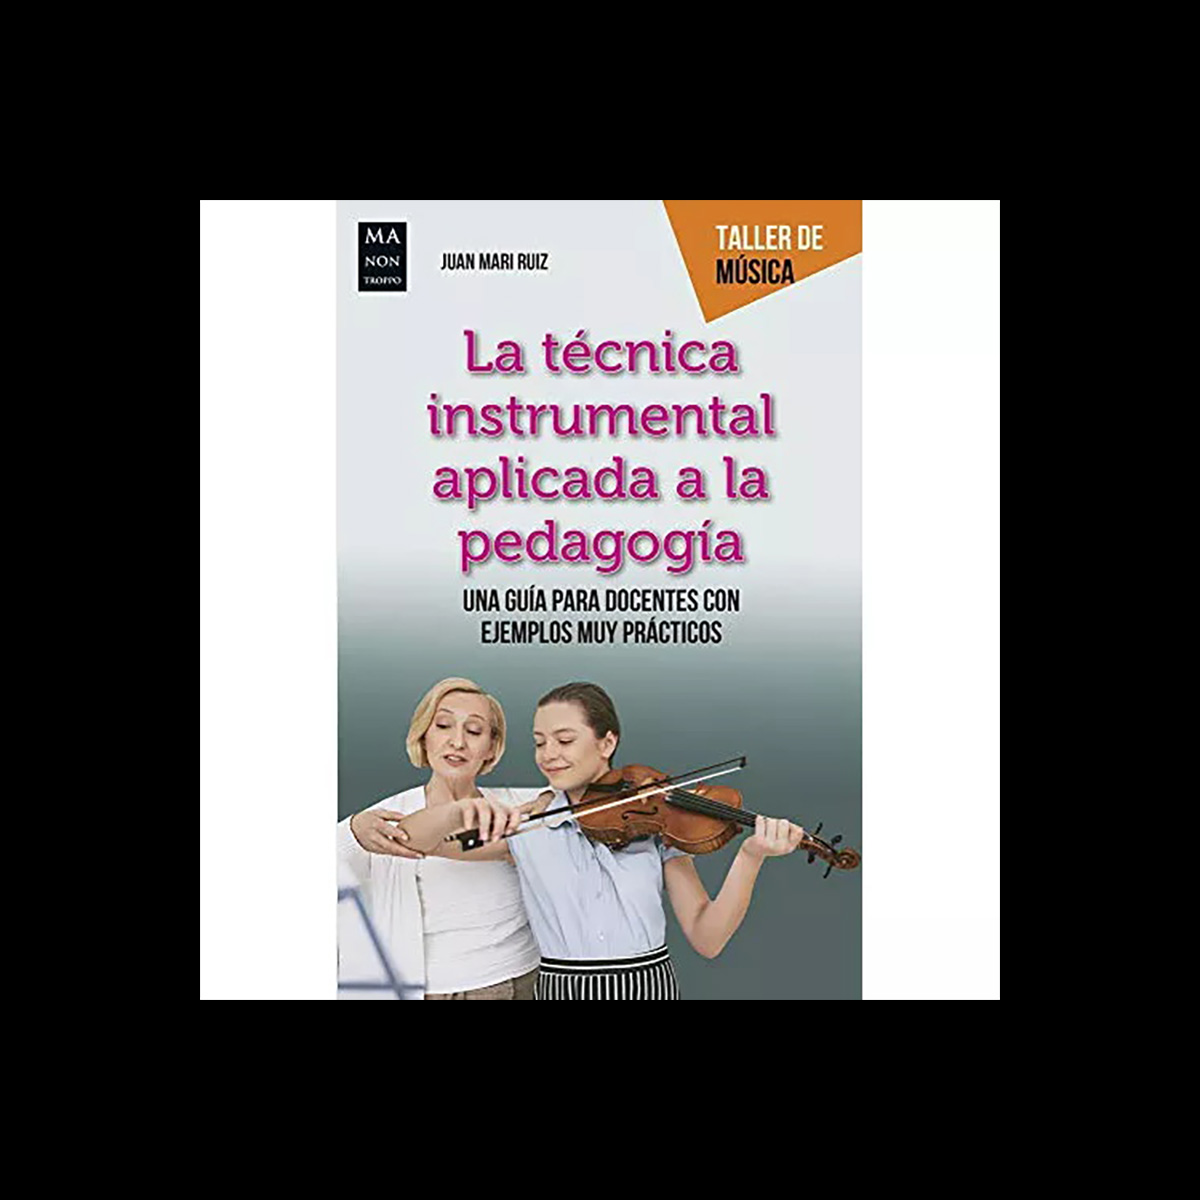 MA
NON
TROPPO
JUAN MARI RUIZ
TALLER DE
MÚSICA
La técnica
instrumental
aplicada a la
pedagogía
UNA GUÍA PARA DOCENTES CON
EJEMPLOS MUY PRÁCTICOS